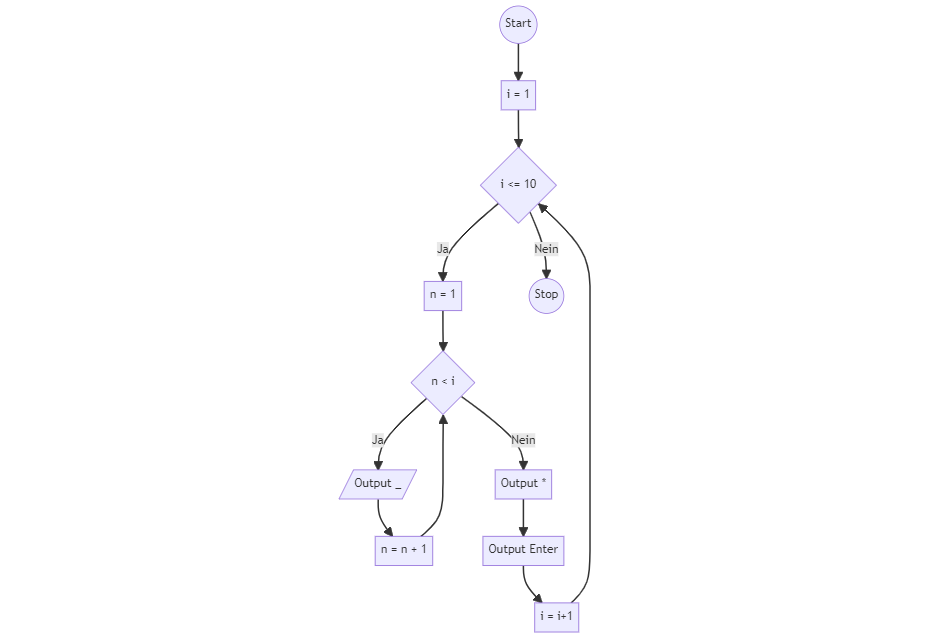 Start
i = 1
i <= 10
Ja
Nein
n = 1
Stop
n < i
Ja
Nein
Output _
Output *
n = n + 1
Output Enter
i = i+1